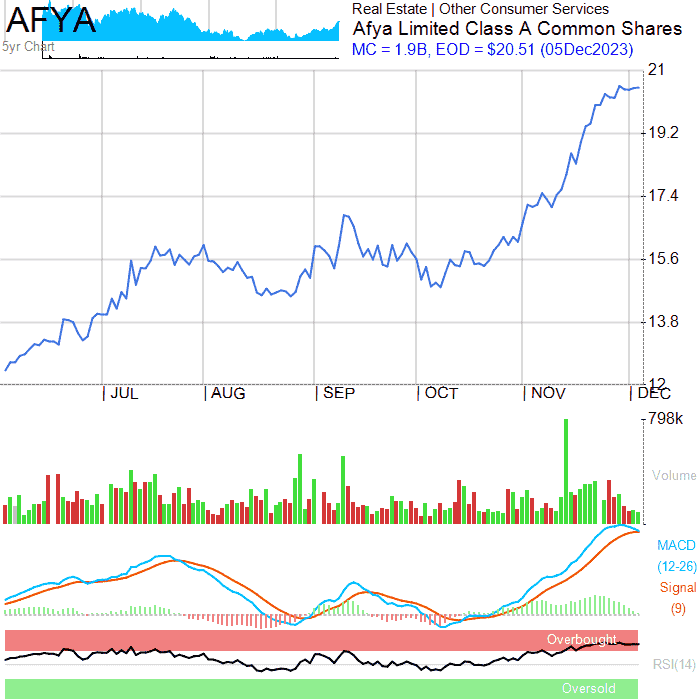 AFYA
5yr Chart
Real Estate | Other Consumer Services
Afya Limited Class A Common Shares
MC = 1.9B, EOD = $20.51 (05Dec2023)
21
19.2
17.4
15.6
13.8
12
| JUL | AUG | SEP | OCT | NOV | DEC
798k
Volume
MACD
(12-26)
Signal
(9)
Overbought
RSI(14)
Oversold